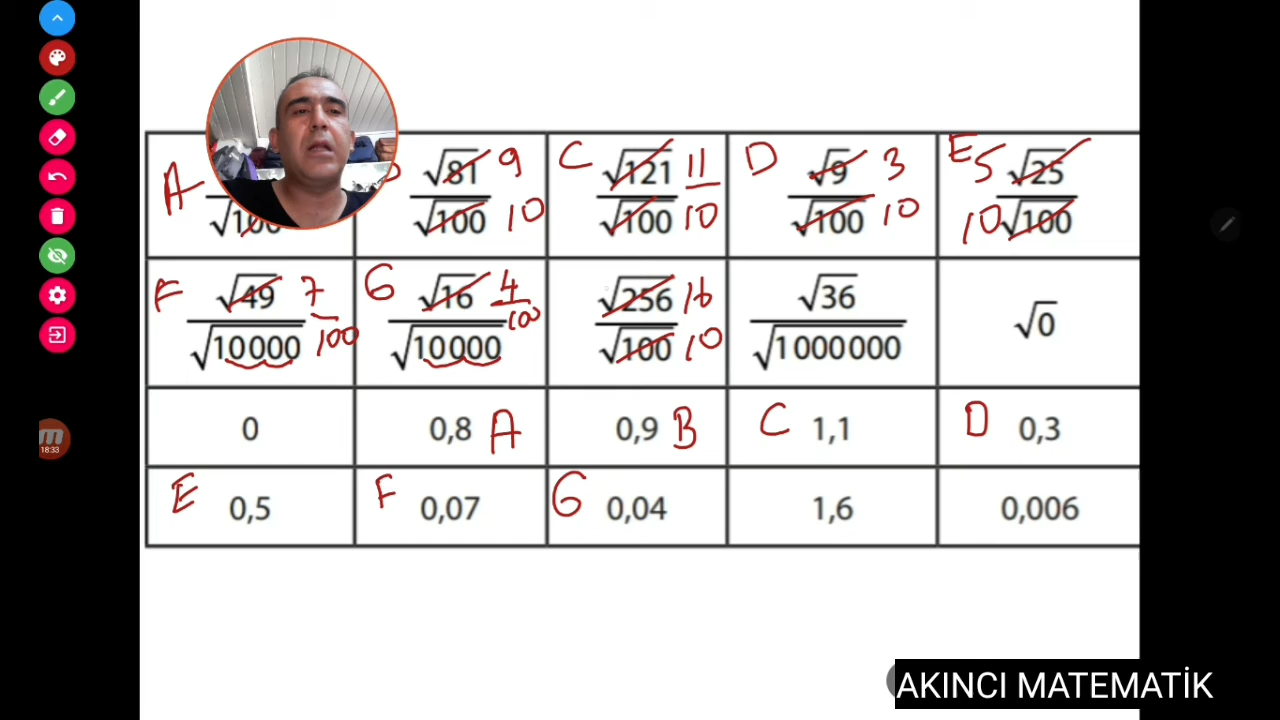 A √100
√81 9
√100 10
C √121 11
√100 10
D √9 3
√100 10
E 5 √25
10 √100
F √49 7
√10000 100
G √16 4
√10000 100
√256 16
√100 10
√36
√1000000
√0
0
0,8 A
0,9 B
C 1,1
D 0,3
E 0,5
F 0,07
G 0,04
1,6
0,006
18:33
AKINCI MATEMATİK